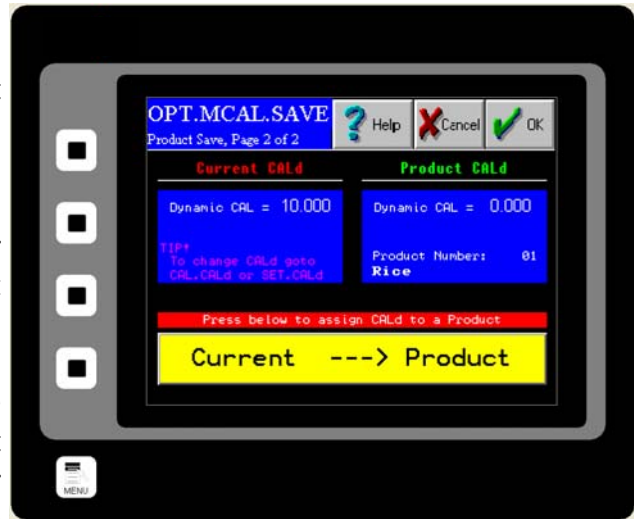 OPT.MCAL.SAVE
Product Save, Page 2 of 2
? Help
Cancel
OK
Current CALd
Product CALd
Dynamic CAL = 10.000
Dynamic CAL = 0.000
TIP!
To change CALd goto
CAL.CALd or SET.CALd
Product Number: 01
Rice
Press below to assign CALd to a Product
Current ---> Product
MENU